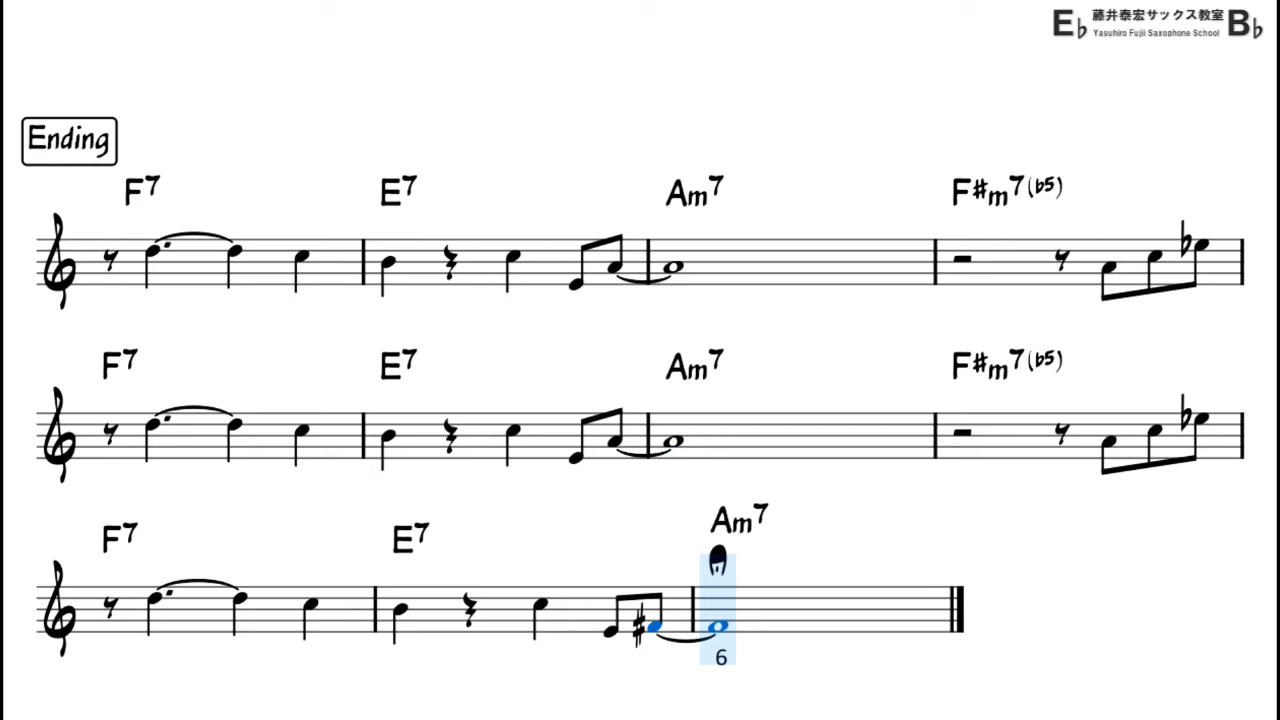 E♭ 藤井泰宏サックス教室 B♭
Yasuhiro Fujii Saxophone School
Ending
F7 E7 Am7 F#m7(♭5)
F7 E7 Am7 F#m7(♭5)
F7 E7 Am7
6